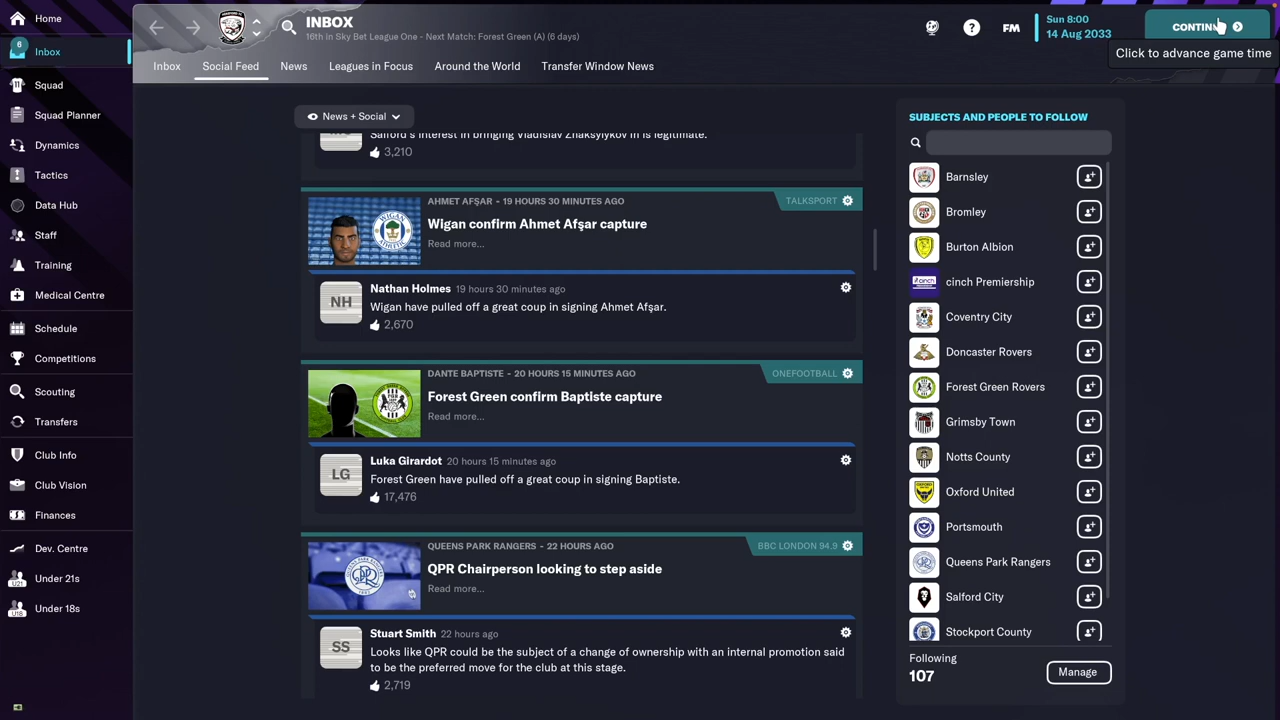 Home
6
Inbox
Squad
Squad Planner
Dynamics
Tactics
Data Hub
Staff
Training
Medical Centre
Schedule
Competitions
Scouting
Transfers
Club Info
Club Vision
Finances
Dev. Centre
U21
Under 21s
U18
Under 18s
INBOX
16th in Sky Bet League One - Next Match: Forest Green (A) (6 days)
FM
Sun 8:00
14 Aug 2033
CONTINU
Click to advance game time
Inbox
Social Feed
News
Leagues in Focus
Around the World
Transfer Window News
News + Social
Salford's interest in bringing Vladislav Zhaksylykov in is legitimate.
3,210
AHMET AFŞAR - 19 HOURS 30 MINUTES AGO
TALKSPORT
Wigan confirm Ahmet Afşar capture
Read more...
NH
Nathan Holmes 19 hours 30 minutes ago
Wigan have pulled off a great coup in signing Ahmet Afşar.
2,670
DANTE BAPTISTE - 20 HOURS 15 MINUTES AGO
ONEFOOTBALL
Forest Green confirm Baptiste capture
Read more...
LG
Luka Girardot 20 hours 15 minutes ago
Forest Green have pulled off a great coup in signing Baptiste.
17,476
QUEENS PARK RANGERS - 22 HOURS AGO
BBC LONDON 94.9
QPR Chairperson looking to step aside
Read more...
SS
Stuart Smith 22 hours ago
Looks like QPR could be the subject of a change of ownership with an internal promotion said
to be the preferred move for the club at this stage.
2,719
SUBJECTS AND PEOPLE TO FOLLOW
Barnsley
Bromley
Burton Albion
cinch Premiership
Coventry City
Doncaster Rovers
Forest Green Rovers
Grimsby Town
Notts County
Oxford United
Portsmouth
Queens Park Rangers
Salford City
Stockport County
Following
107
Manage